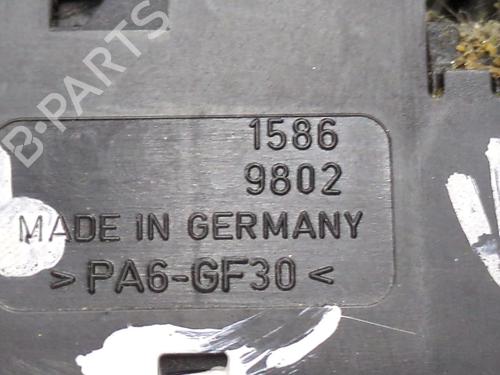 B-PARTS
1586
9802
MADE IN GERMANY
>PA6-GF30<